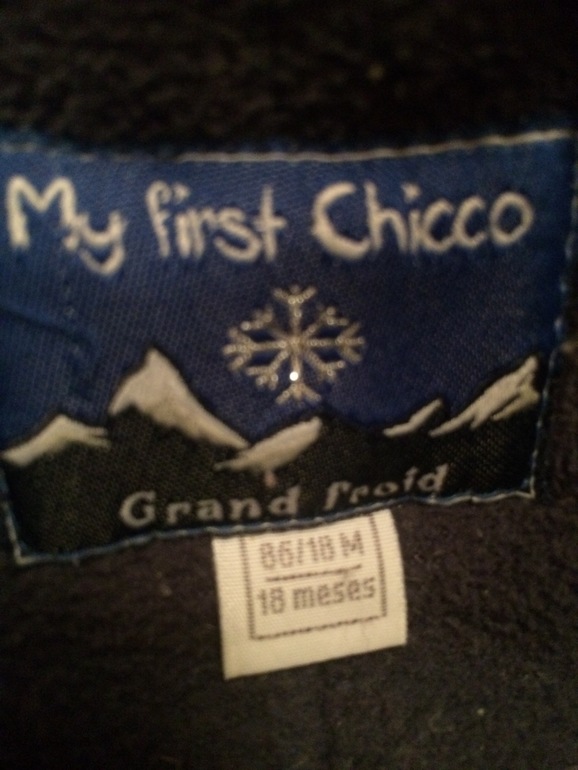 My first Chicco
Grand froid
86/18 M
18 meses